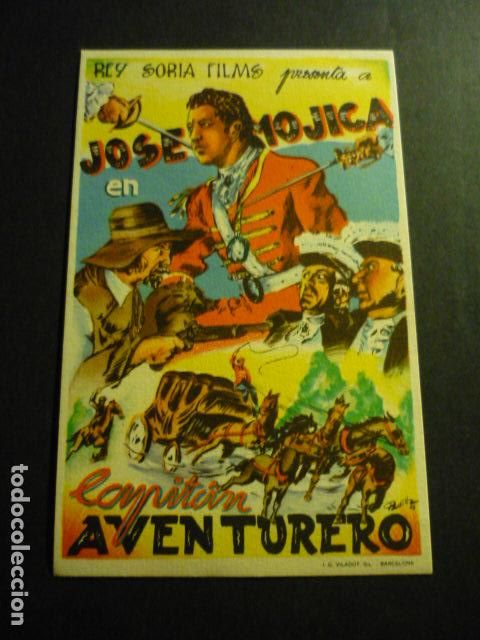 REY SORIA FILMS presenta a
JOSE MOJICA
en
Capitán
AVENTURERO
I. G. VILADOT, S.L. - BARCELONA
todocoleccion